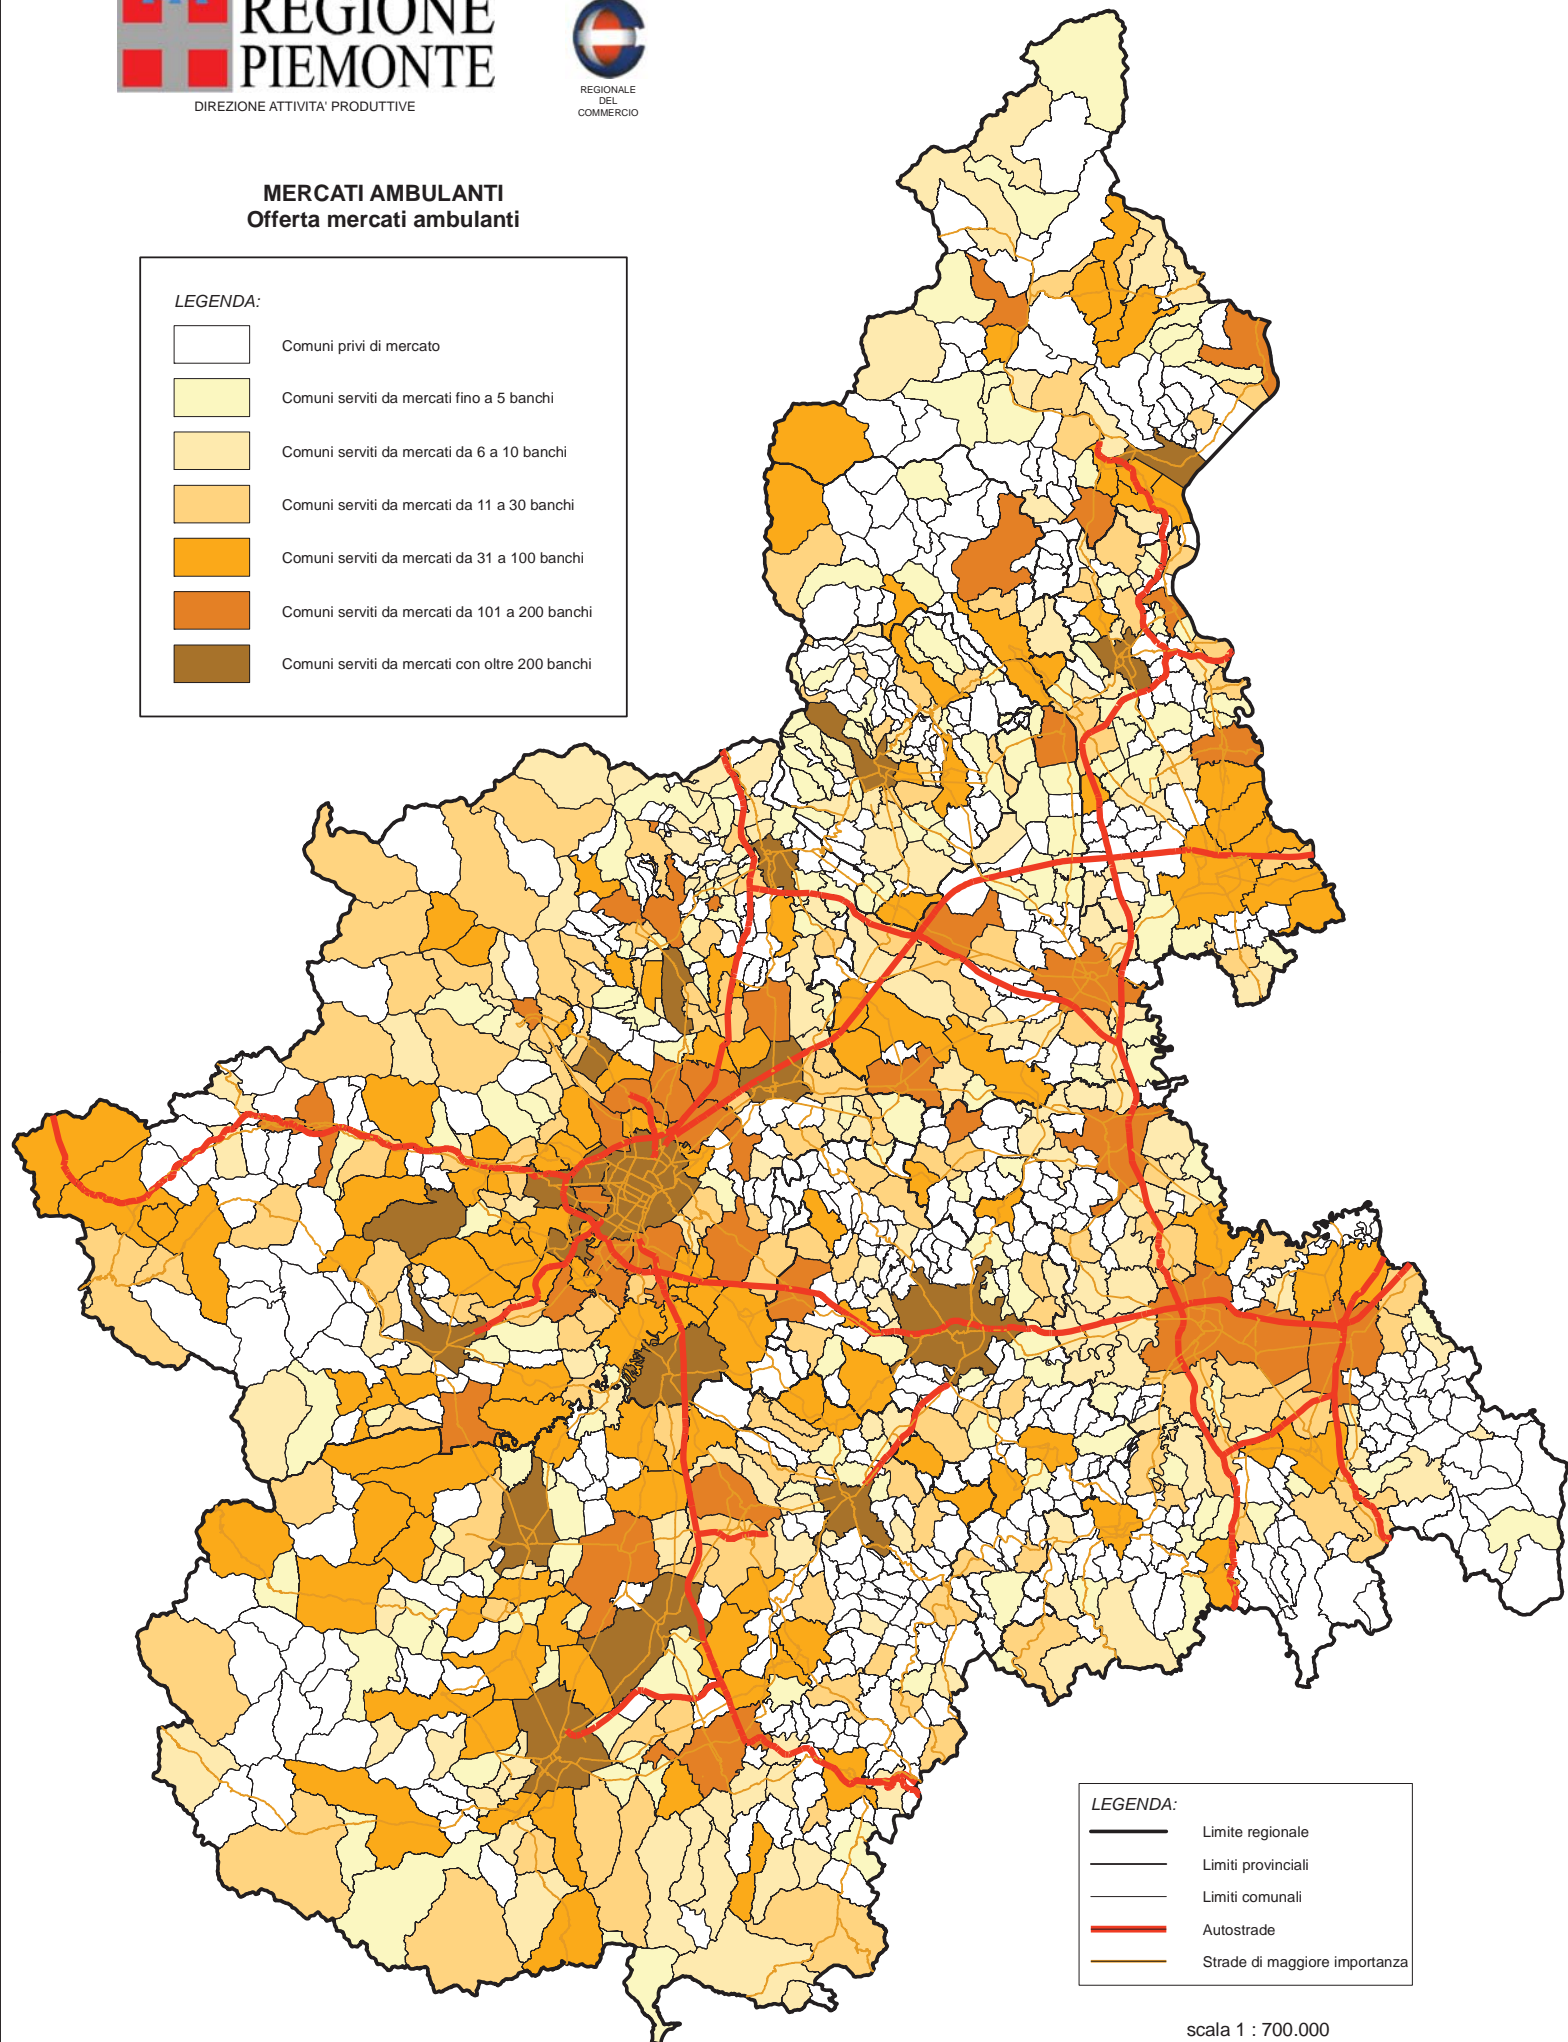 REGIONE
PIEMONTE
DIREZIONE ATTIVITA' PRODUTTIVE
REGIONALE
DEL
COMMERCIO
MERCATI AMBULANTI
Offerta mercati ambulanti
LEGENDA:
Comuni privi di mercato
Comuni serviti da mercati fino a 5 banchi
Comuni serviti da mercati da 6 a 10 banchi
Comuni serviti da mercati da 11 a 30 banchi
Comuni serviti da mercati da 31 a 100 banchi
Comuni serviti da mercati da 101 a 200 banchi
Comuni serviti da mercati con oltre 200 banchi
LEGENDA:
Limite regionale
Limiti provinciali
Limiti comunali
Autostrade
Strade di maggiore importanza
scala 1 : 700.000